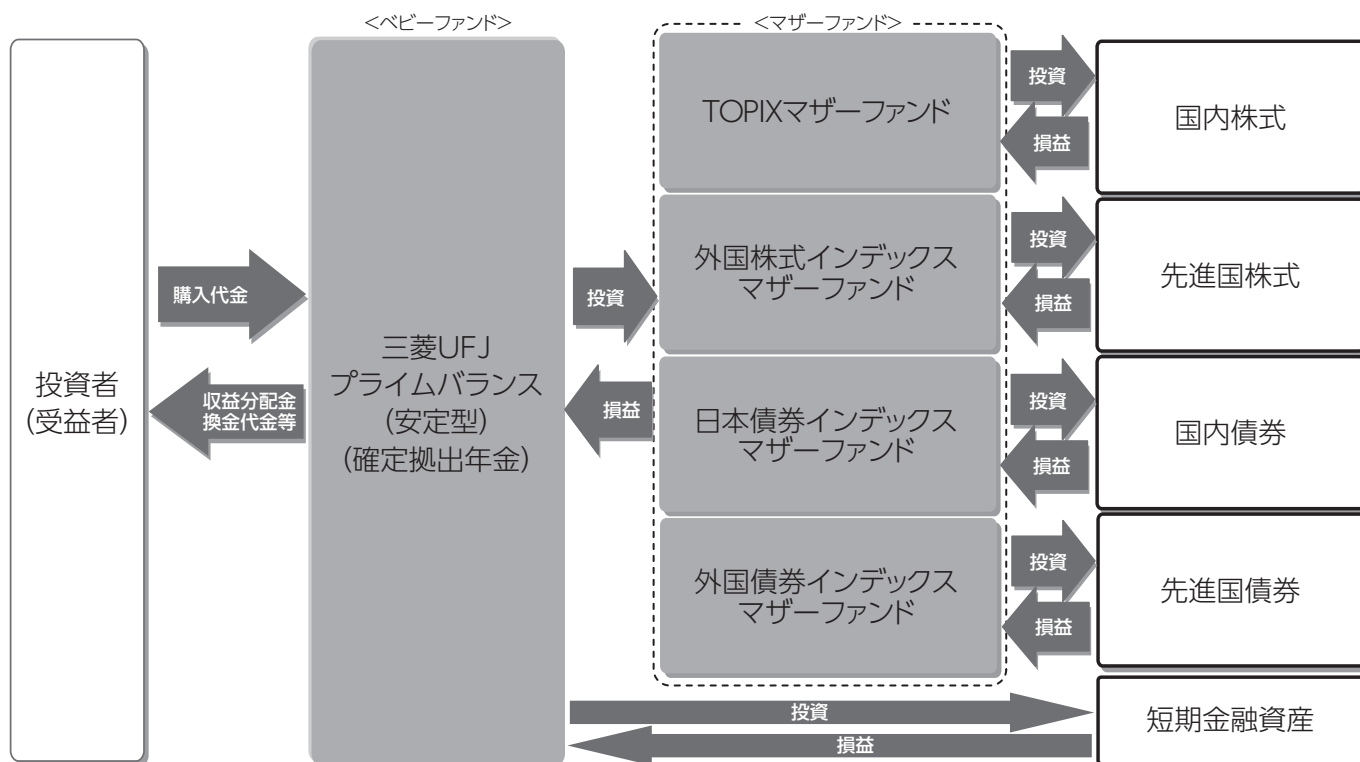 <ベビーファンド>
<マザーファンド>
投資者
(受益者)
購入代金
収益分配金
換金代金等
三菱UFJ
プライムバランス
(安定型)
(確定拠出年金)
投資
損益
TOPIXマザーファンド
投資
損益
国内株式
外国株式インデックス
マザーファンド
投資
損益
先進国株式
日本債券インデックス
マザーファンド
投資
損益
国内債券
外国債券インデックス
マザーファンド
投資
損益
先進国債券
投資
損益
短期金融資産